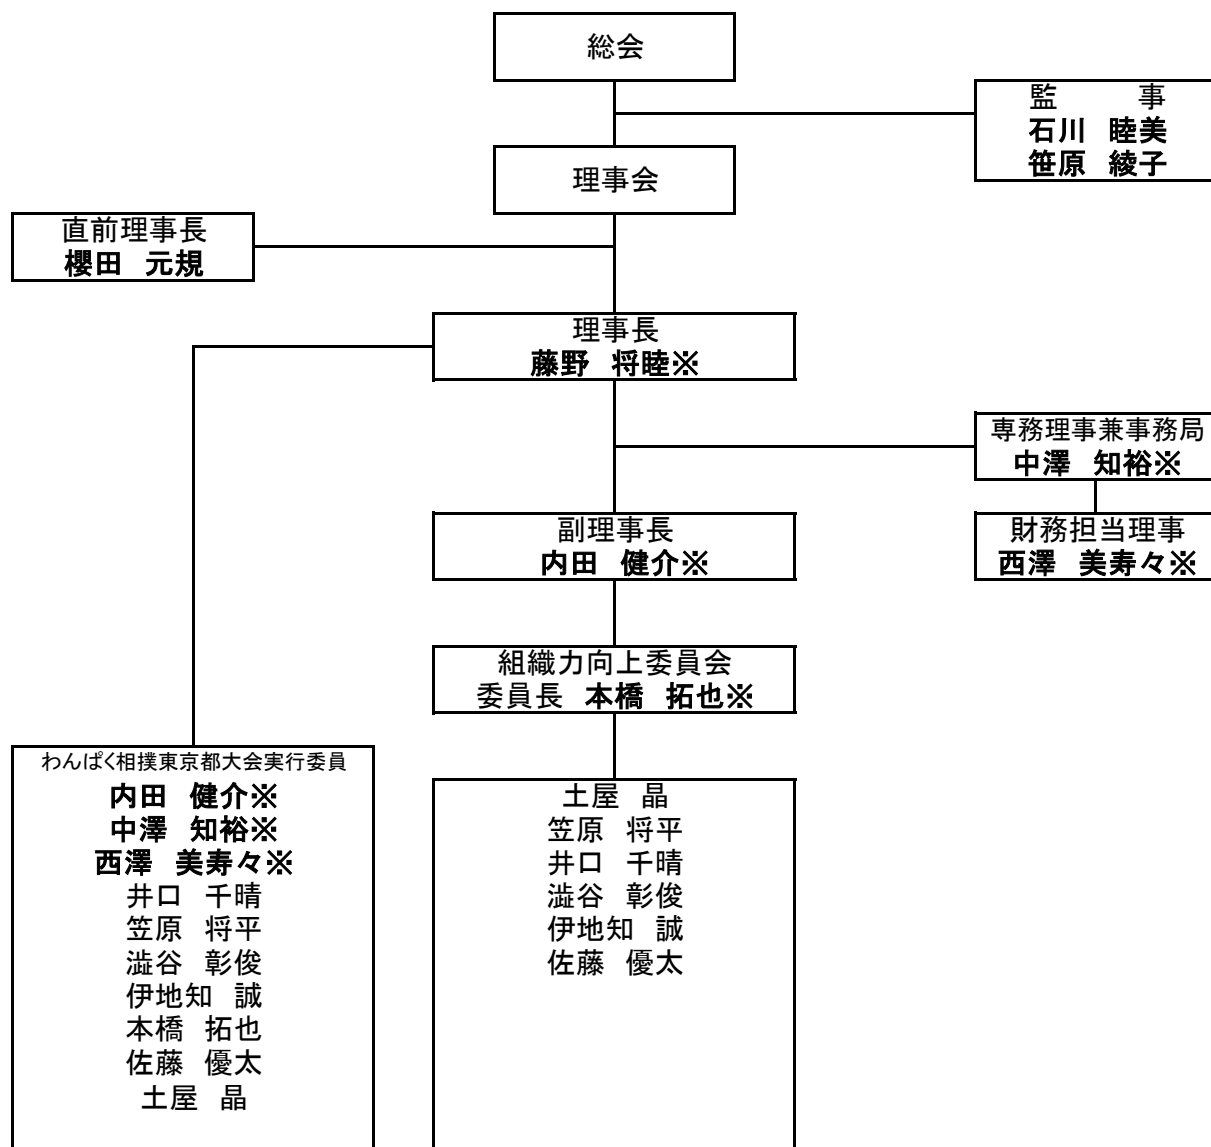 総会
監　　事
石川　睦美
笹原　綾子
理事会
直前理事長
櫻田　元規
理事長
藤野　将睦※
専務理事兼事務局
中澤　知裕※
副理事長
内田　健介※
財務担当理事
西澤　美寿々※
組織力向上委員会
委員長　本橋　拓也※
わんぱく相撲東京都大会実行委員
内田　健介※
中澤　知裕※
西澤　美寿々※
井口　千晴
笠原　将平
澁谷　彰俊
伊地知　誠
本橋　拓也
佐藤　優太
土屋　晶
土屋　晶
笠原　将平
井口　千晴
澁谷　彰俊
伊地知　誠
佐藤　優太